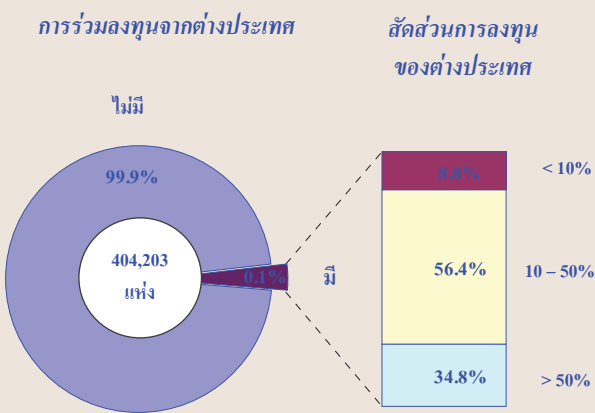 การร่วมลงทุนจากต่างประเทศ
สัดส่วนการลงทุน
ของต่างประเทศ
ไม่มี
99.9%
404,203
แห่ง
0.1%
มี
8.8%
< 10%
56.4%
10 – 50%
34.8%
> 50%